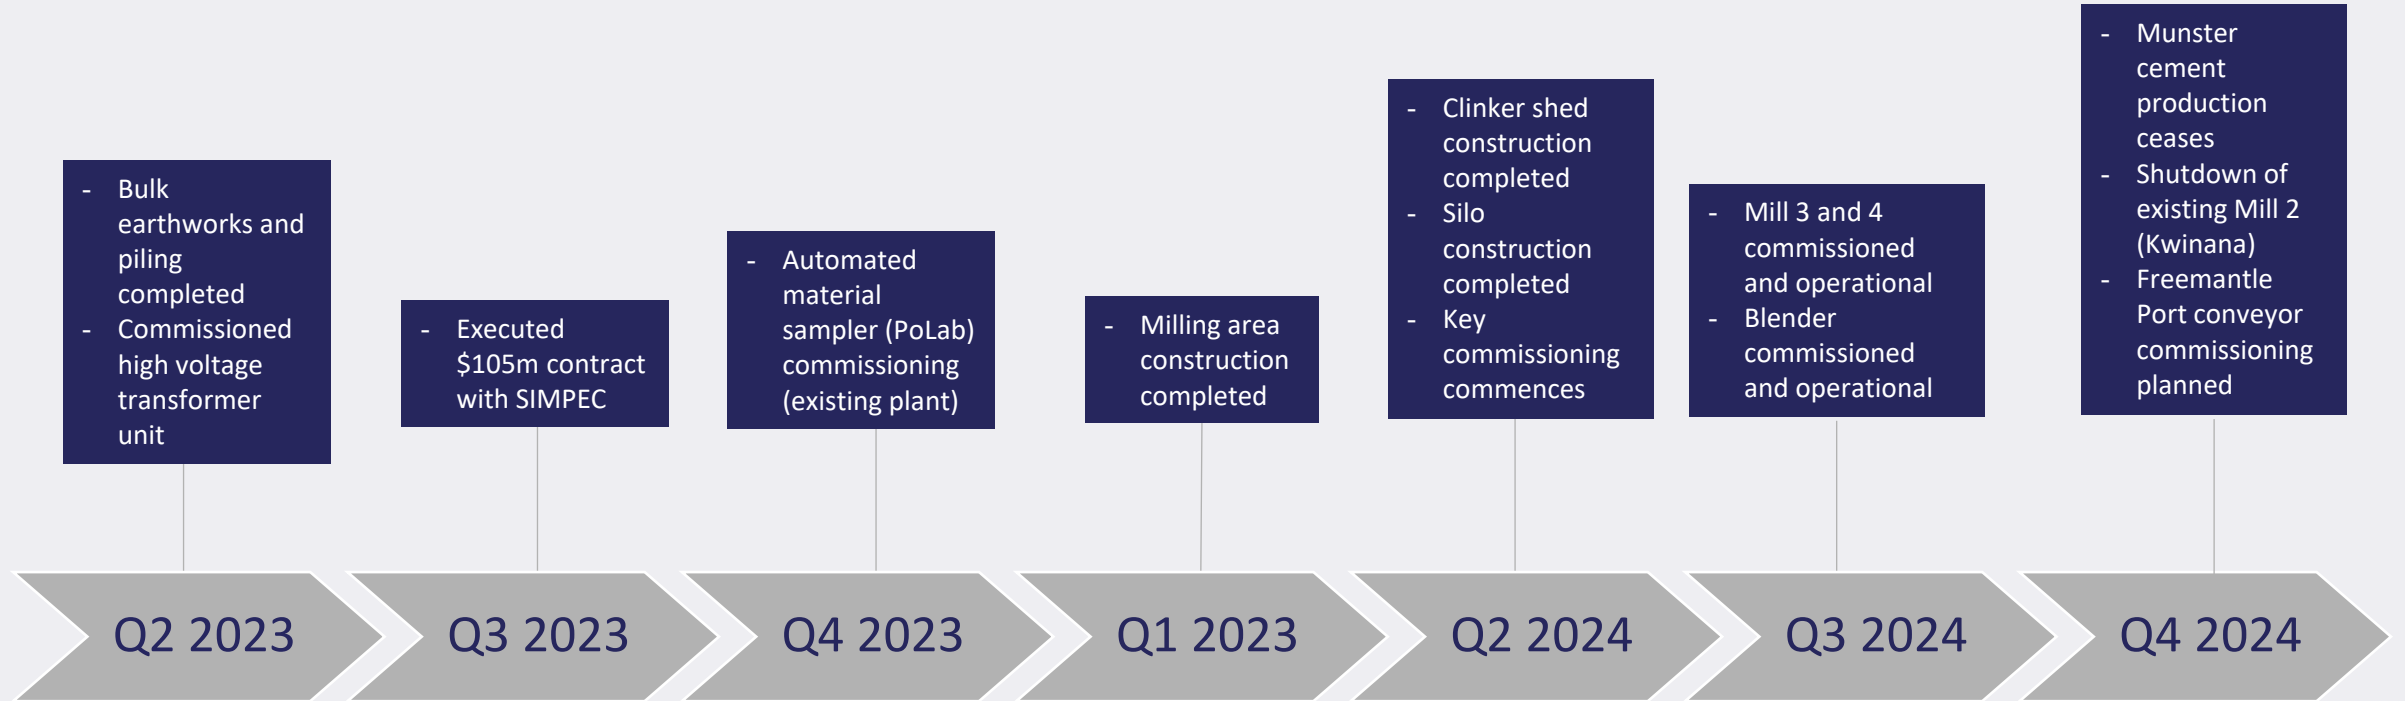 - Bulk
earthworks and
piling
completed
- Commissioned
high voltage
transformer
unit
- Executed
$105m contract
with SIMPEC
- Automated
material
sampler (PoLab)
commissioning
(existing plant)
- Milling area
construction
completed
- Clinker shed
construction
completed
- Silo
construction
completed
- Key
commissioning
commences
- Mill 3 and 4
commissioned
and operational
- Blender
commissioned
and operational
- Munster
cement
production
ceases
- Shutdown of
existing Mill 2
(Kwinana)
- Freemantle
Port conveyor
commissioning
planned
Q2 2023
Q3 2023
Q4 2023
Q1 2023
Q2 2024
Q3 2024
Q4 2024